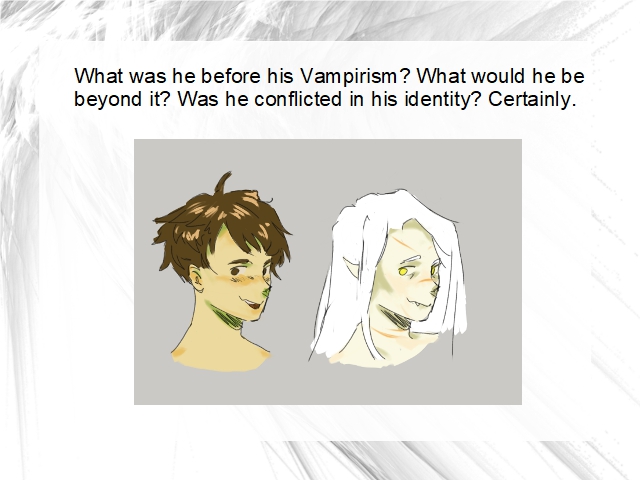 What was he before his Vampirism? What would he be
beyond it? Was he conflicted in his identity? Certainly.